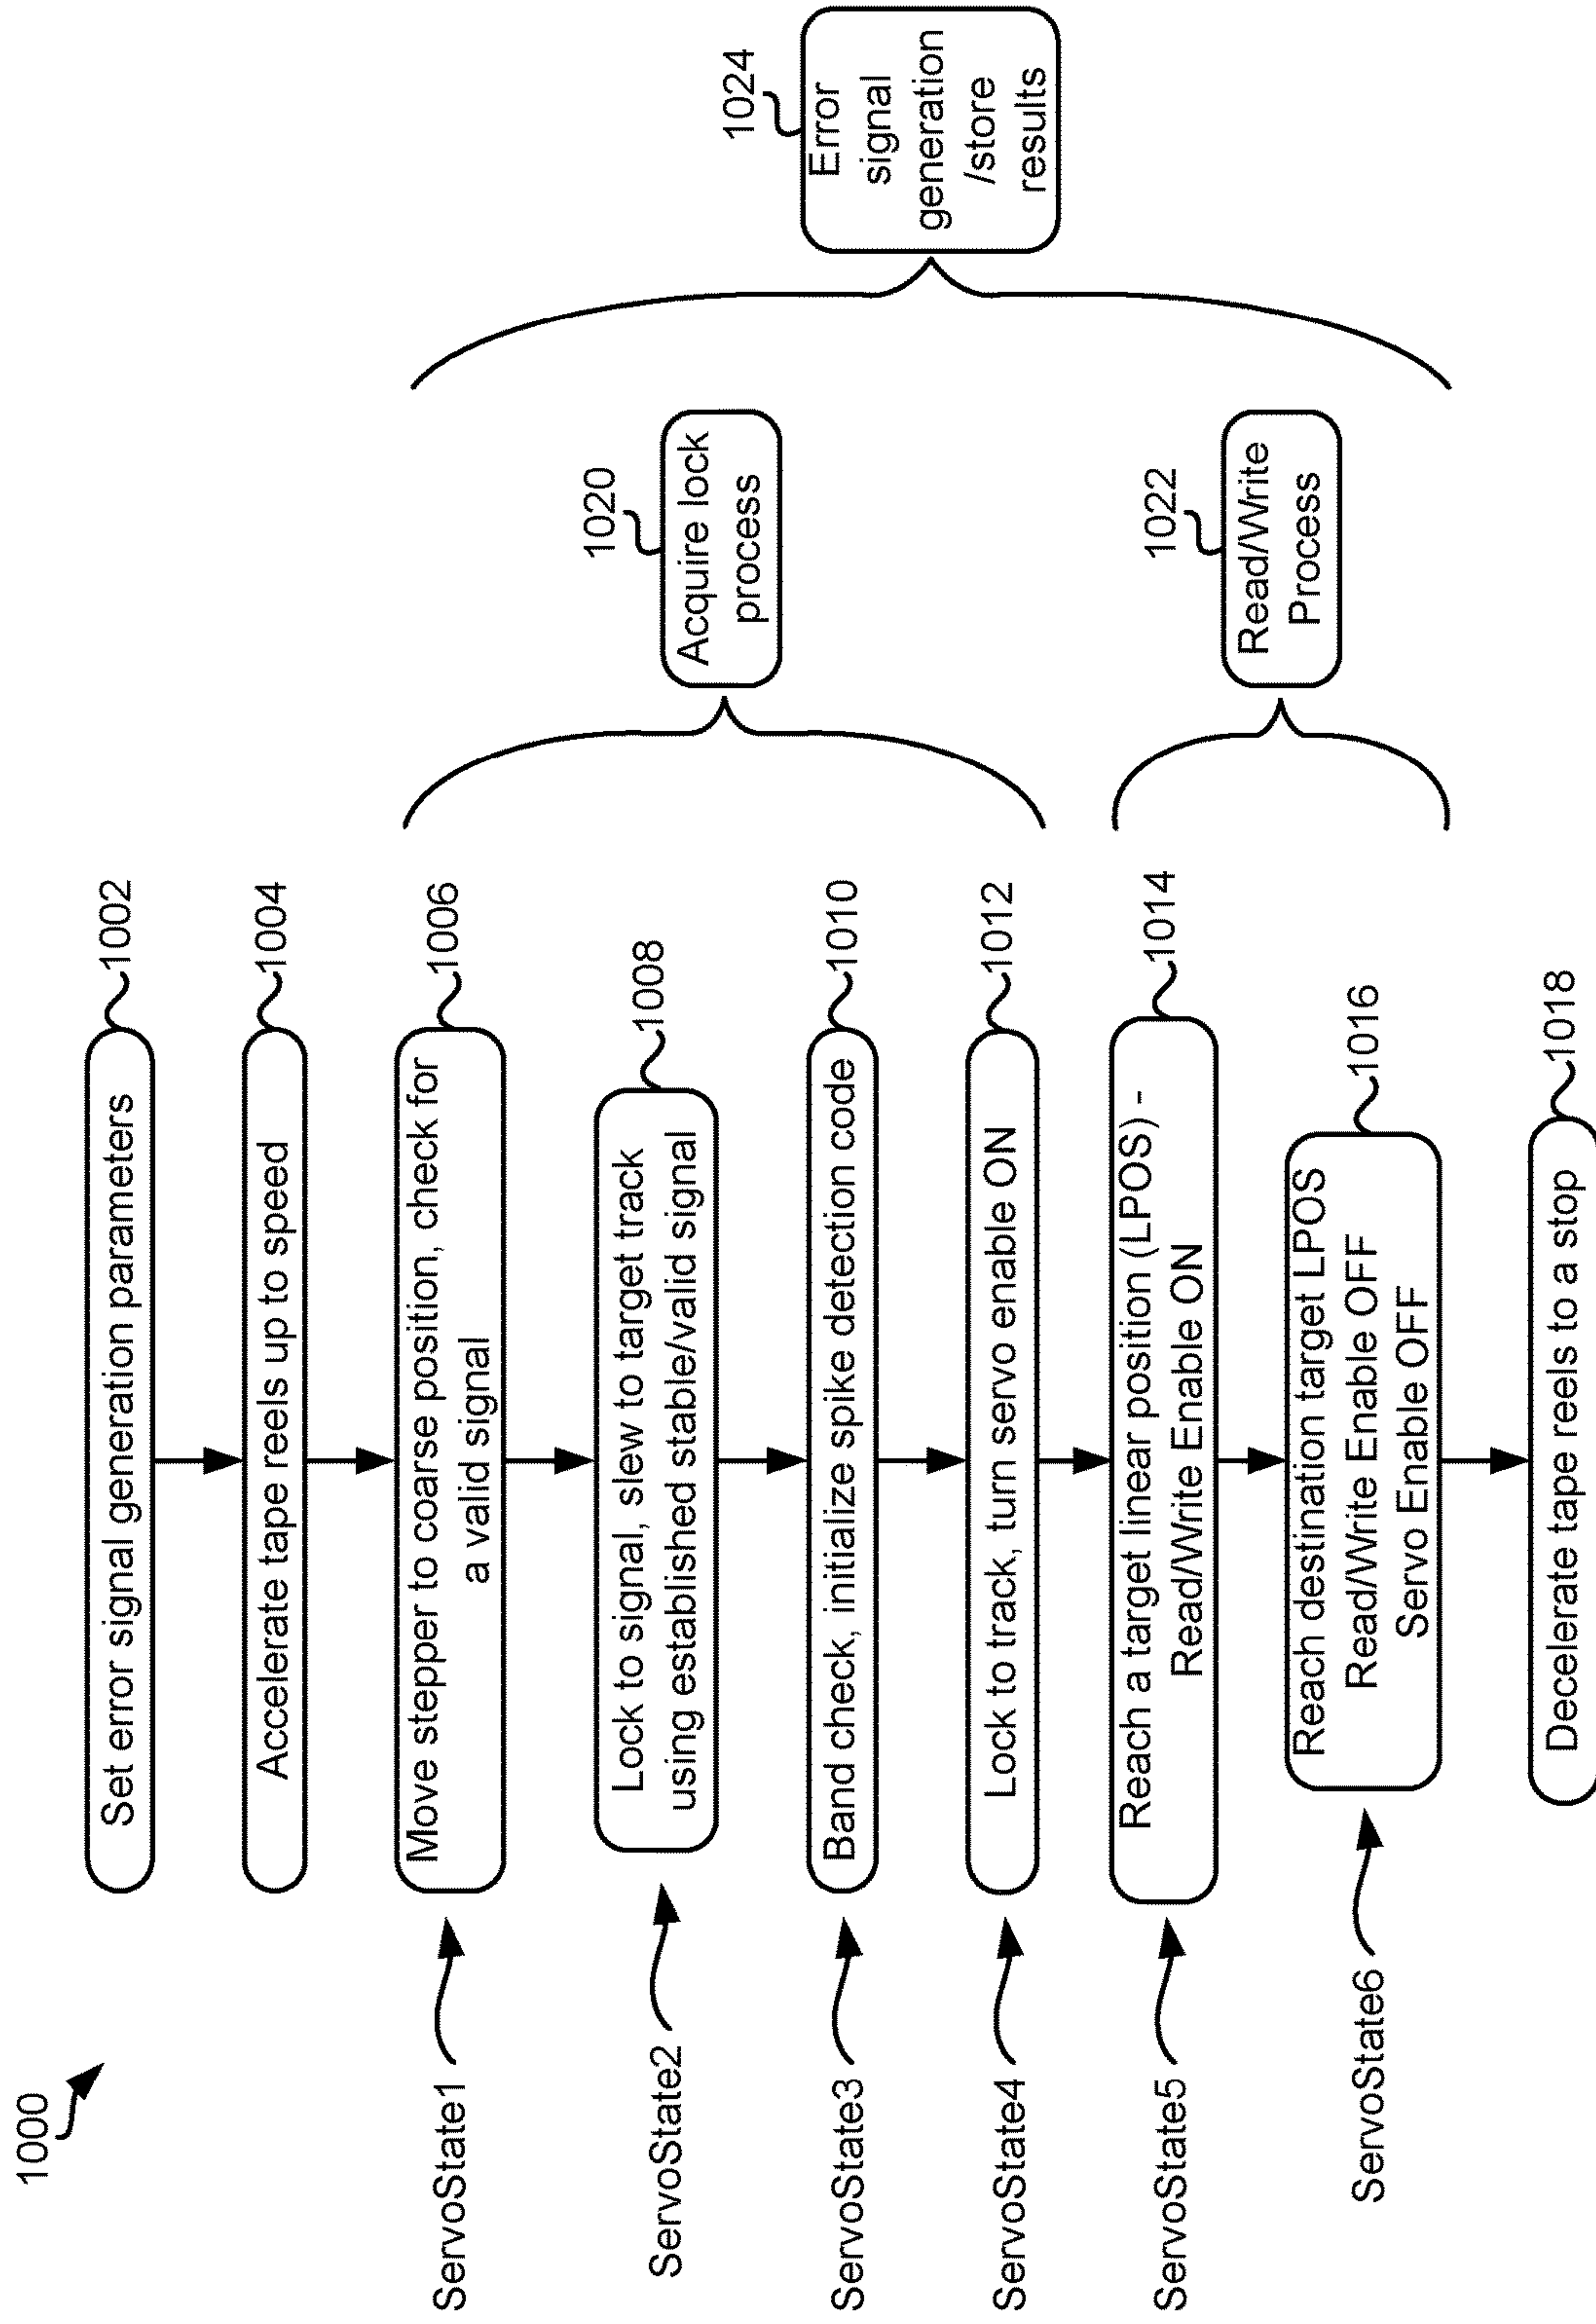 1000
Set error signal generation parameters
1002
Accelerate tape reels up to speed
1004
ServoState1
Move stepper to coarse position, check for
a valid signal
1006
ServoState2
Lock to signal, slew to target track
using established stable/valid signal
1008
ServoState3
Band check, initialize spike detection code
1010
ServoState4
Lock to track, turn servo enable ON
1012
ServoState5
Reach a target linear position (LPOS) -
Read/Write Enable ON
1014
ServoState6
Reach destination target LPOS
Read/Write Enable OFF
Servo Enable OFF
1016
Decelerate tape reels to a stop
1018
1020
Acquire lock
process
1022
Read/Write
Process
1024
Error
signal
generation
/store
results